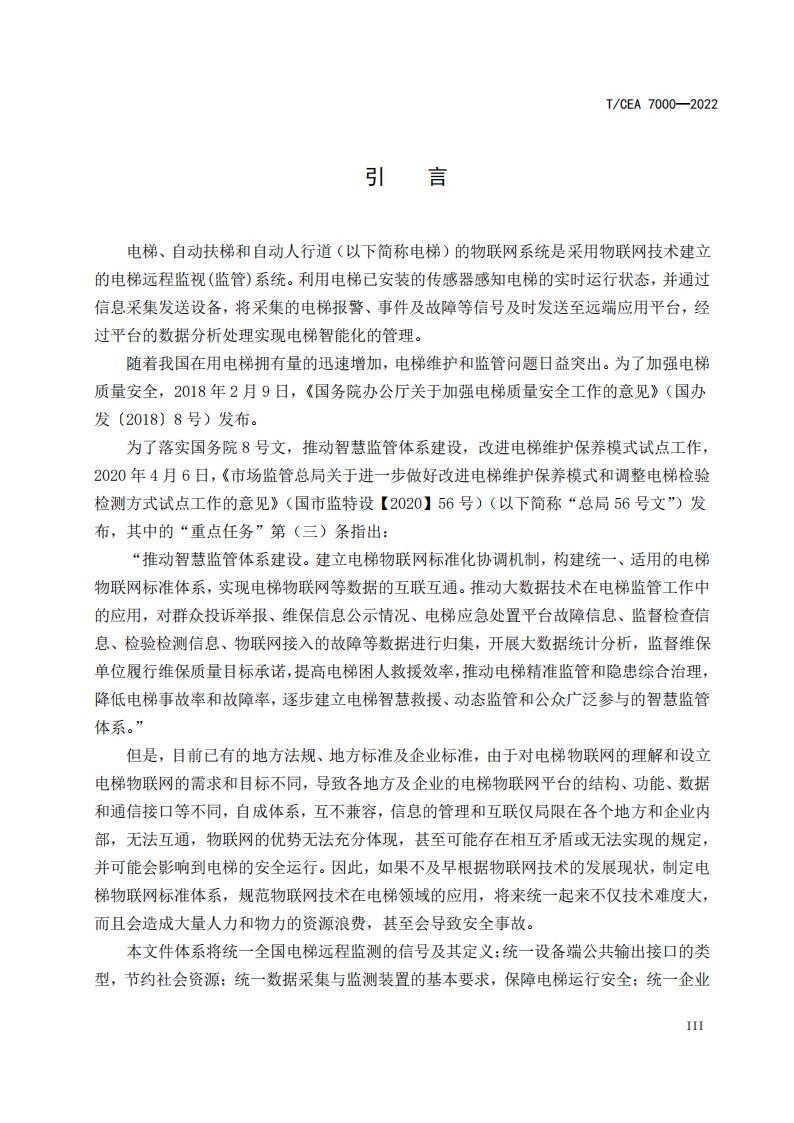 T/CEA 7000—2022
引 言
电梯、自动扶梯和自动人行道（以下简称电梯）的物联网系统是采用物联网技术建立
的电梯远程监视(监管)系统。利用电梯已安装的传感器感知电梯的实时运行状态，并通过
信息采集发送设备，将采集的电梯报警、事件及故障等信号及时发送至远端应用平台，经
过平台的数据分析处理实现电梯智能化的管理。
随着我国在用电梯拥有量的迅速增加，电梯维护和监管问题日益突出。为了加强电梯
质量安全，2018 年 2 月 9 日，《国务院办公厅关于加强电梯质量安全工作的意见》（国办
发〔2018〕8 号）发布。
为了落实国务院 8 号文，推动智慧监管体系建设，改进电梯维护保养模式试点工作，
2020 年 4 月 6 日，《市场监管总局关于进一步做好改进电梯维护保养模式和调整电梯检验
检测方式试点工作的意见》（国市监特设【2020】56 号）（以下简称“总局 56 号文”）发
布，其中的“重点任务”第（三）条指出：
“推动智慧监管体系建设。建立电梯物联网标准化协调机制，构建统一、适用的电梯
物联网标准体系，实现电梯物联网等数据的互联互通。推动大数据技术在电梯监管工作中
的应用，对群众投诉举报、维保信息公示情况、电梯应急处置平台故障信息、监督检查信
息、检验检测信息、物联网接入的故障等数据进行归集，开展大数据统计分析，监督维保
单位履行维保质量目标承诺，提高电梯困人救援效率，推动电梯精准监管和隐患综合治理，
降低电梯事故率和故障率，逐步建立电梯智慧救援、动态监管和公众广泛参与的智慧监管
体系。”
但是，目前已有的地方法规、地方标准及企业标准，由于对电梯物联网的理解和设立
电梯物联网的需求和目标不同，导致各地方及企业的电梯物联网平台的结构、功能、数据
和通信接口等不同，自成体系，互不兼容，信息的管理和互联仅局限在各个地方和企业内
部，无法互通，物联网的优势无法充分体现，甚至可能存在相互矛盾或无法实现的规定，
并可能会影响到电梯的安全运行。因此，如果不及早根据物联网技术的发展现状，制定电
梯物联网标准体系，规范物联网技术在电梯领域的应用，将来统一起来不仅技术难度大，
而且会造成大量人力和物力的资源浪费，甚至会导致安全事故。
本文件体系将统一全国电梯远程监测的信号及其定义；统一设备端公共输出接口的类
型，节约社会资源；统一数据采集与监测装置的基本要求，保障电梯运行安全；统一企业
III